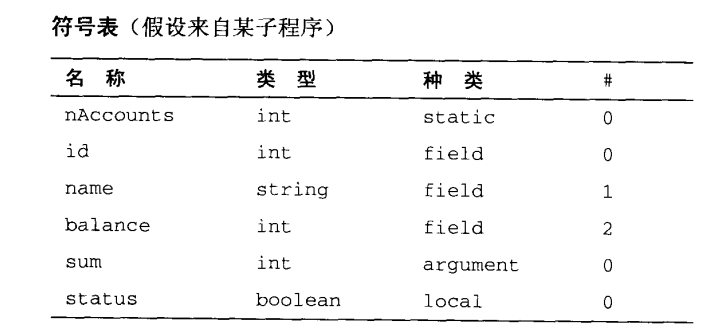 符号表（假设来自某子程序）
名 称 类 型 种 类 #
nAccounts int static 0
id int field 0
name string field 1
balance int field 2
sum int argument 0
status boolean local 0